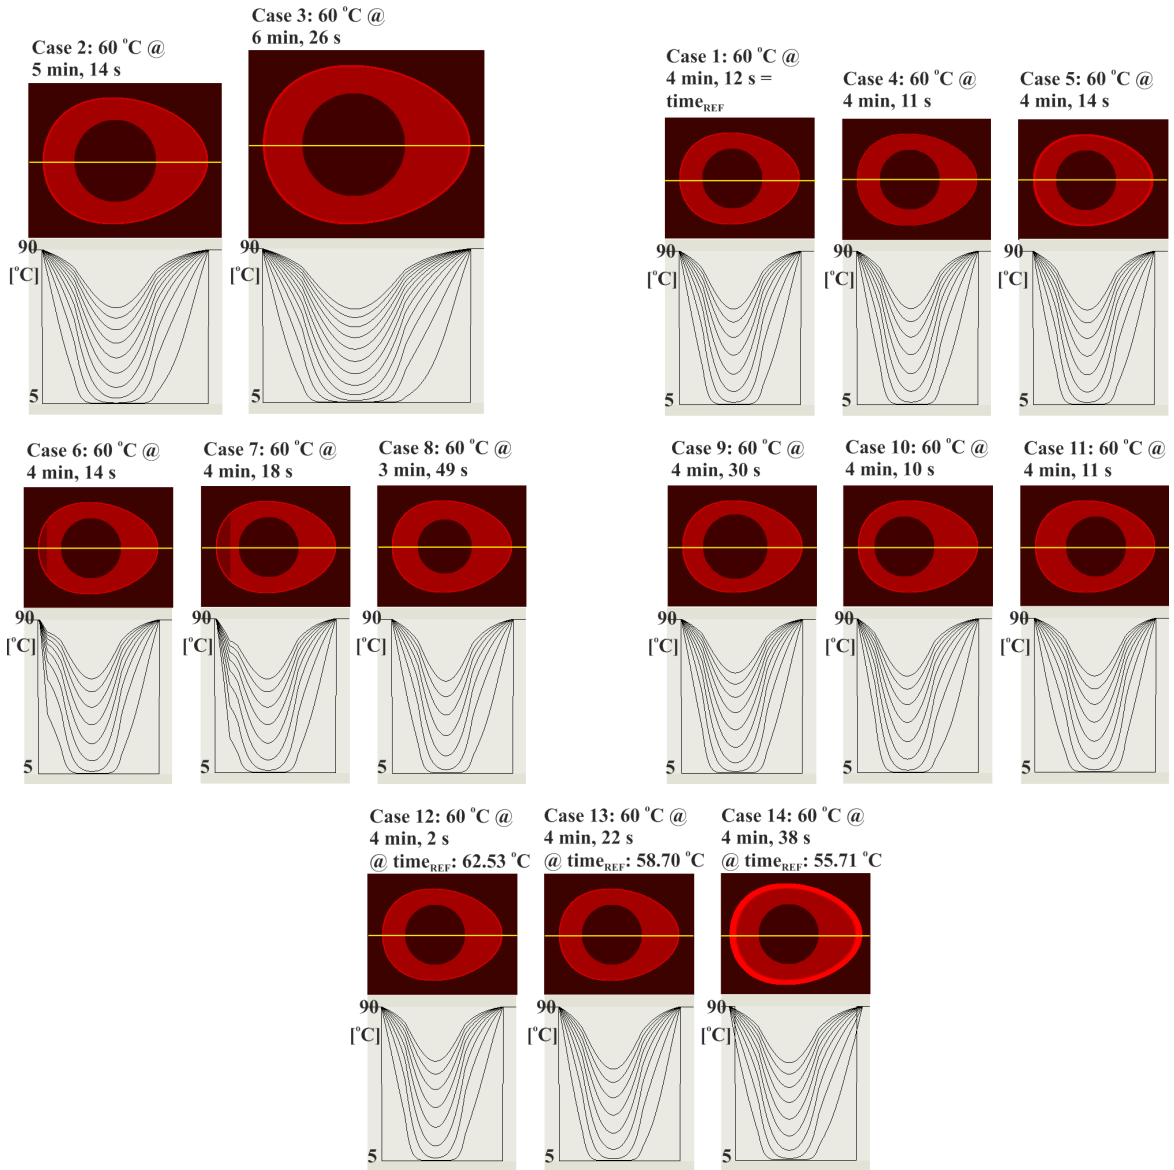 Case 2: 60 °C @
5 min, 14 s
Case 3: 60 °C @
6 min, 26 s
Case 1: 60 °C @
4 min, 12 s =
time_REF
Case 4: 60 °C @
4 min, 11 s
Case 5: 60 °C @
4 min, 14 s
90
[°C]
5
90
[°C]
5
90
[°C]
5
90
[°C]
5
90
[°C]
5
Case 6: 60 °C @
4 min, 14 s
Case 7: 60 °C @
4 min, 18 s
Case 8: 60 °C @
3 min, 49 s
Case 9: 60 °C @
4 min, 30 s
Case 10: 60 °C @
4 min, 10 s
Case 11: 60 °C @
4 min, 11 s
90
[°C]
5
90
[°C]
5
90
[°C]
5
90
[°C]
5
90
[°C]
5
90
[°C]
5
Case 12: 60 °C @
4 min, 2 s
@ time_REF: 62.53 °C
Case 13: 60 °C @
4 min, 22 s
@ time_REF: 58.70 °C
Case 14: 60 °C @
4 min, 38 s
@ time_REF: 55.71 °C
90
[°C]
5
90
[°C]
5
90
[°C]
5